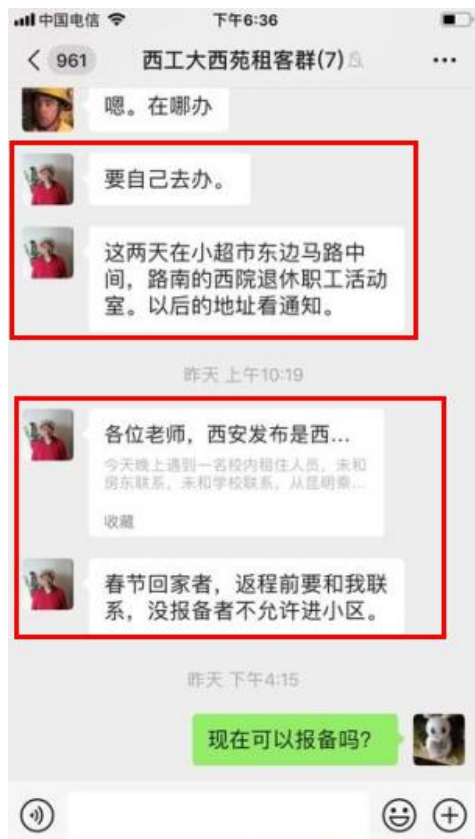 中国电信
下午6:36
961
西工大西苑租客群(7)
嗯。在哪办
要自己去办。
这两天在小超市东边马路中
间，路南的西院退休职工活动
室。以后的地址看通知。
昨天 上午10:19
各位老师，西安发布是西...
今天晚上遇到一名校内租住人员，未和
房东联系，未和学校联系，从昆明乘...
收藏
春节回家者，返程前要和我联
系，没报备者不允许进小区。
昨天 下午4:15
现在可以报备吗？